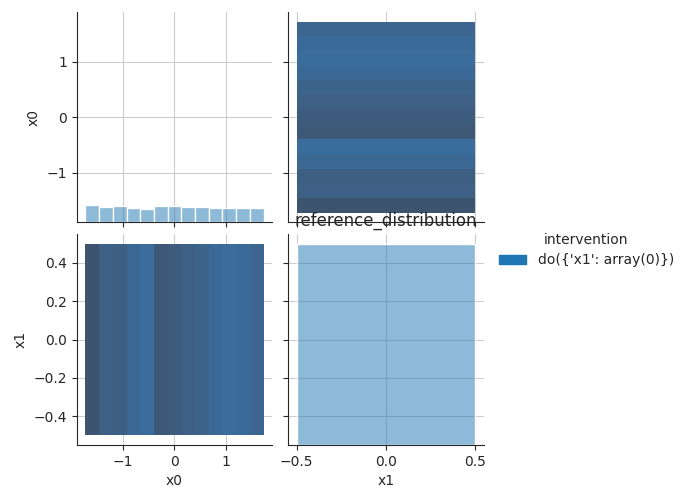 1
0
−1
x0
reference_distribution
0.4
0.2
0.0
−0.2
−0.4
x1
intervention
do({'x1': array(0)})
−1
0
1
x0
−0.5
0.0
0.5
x1